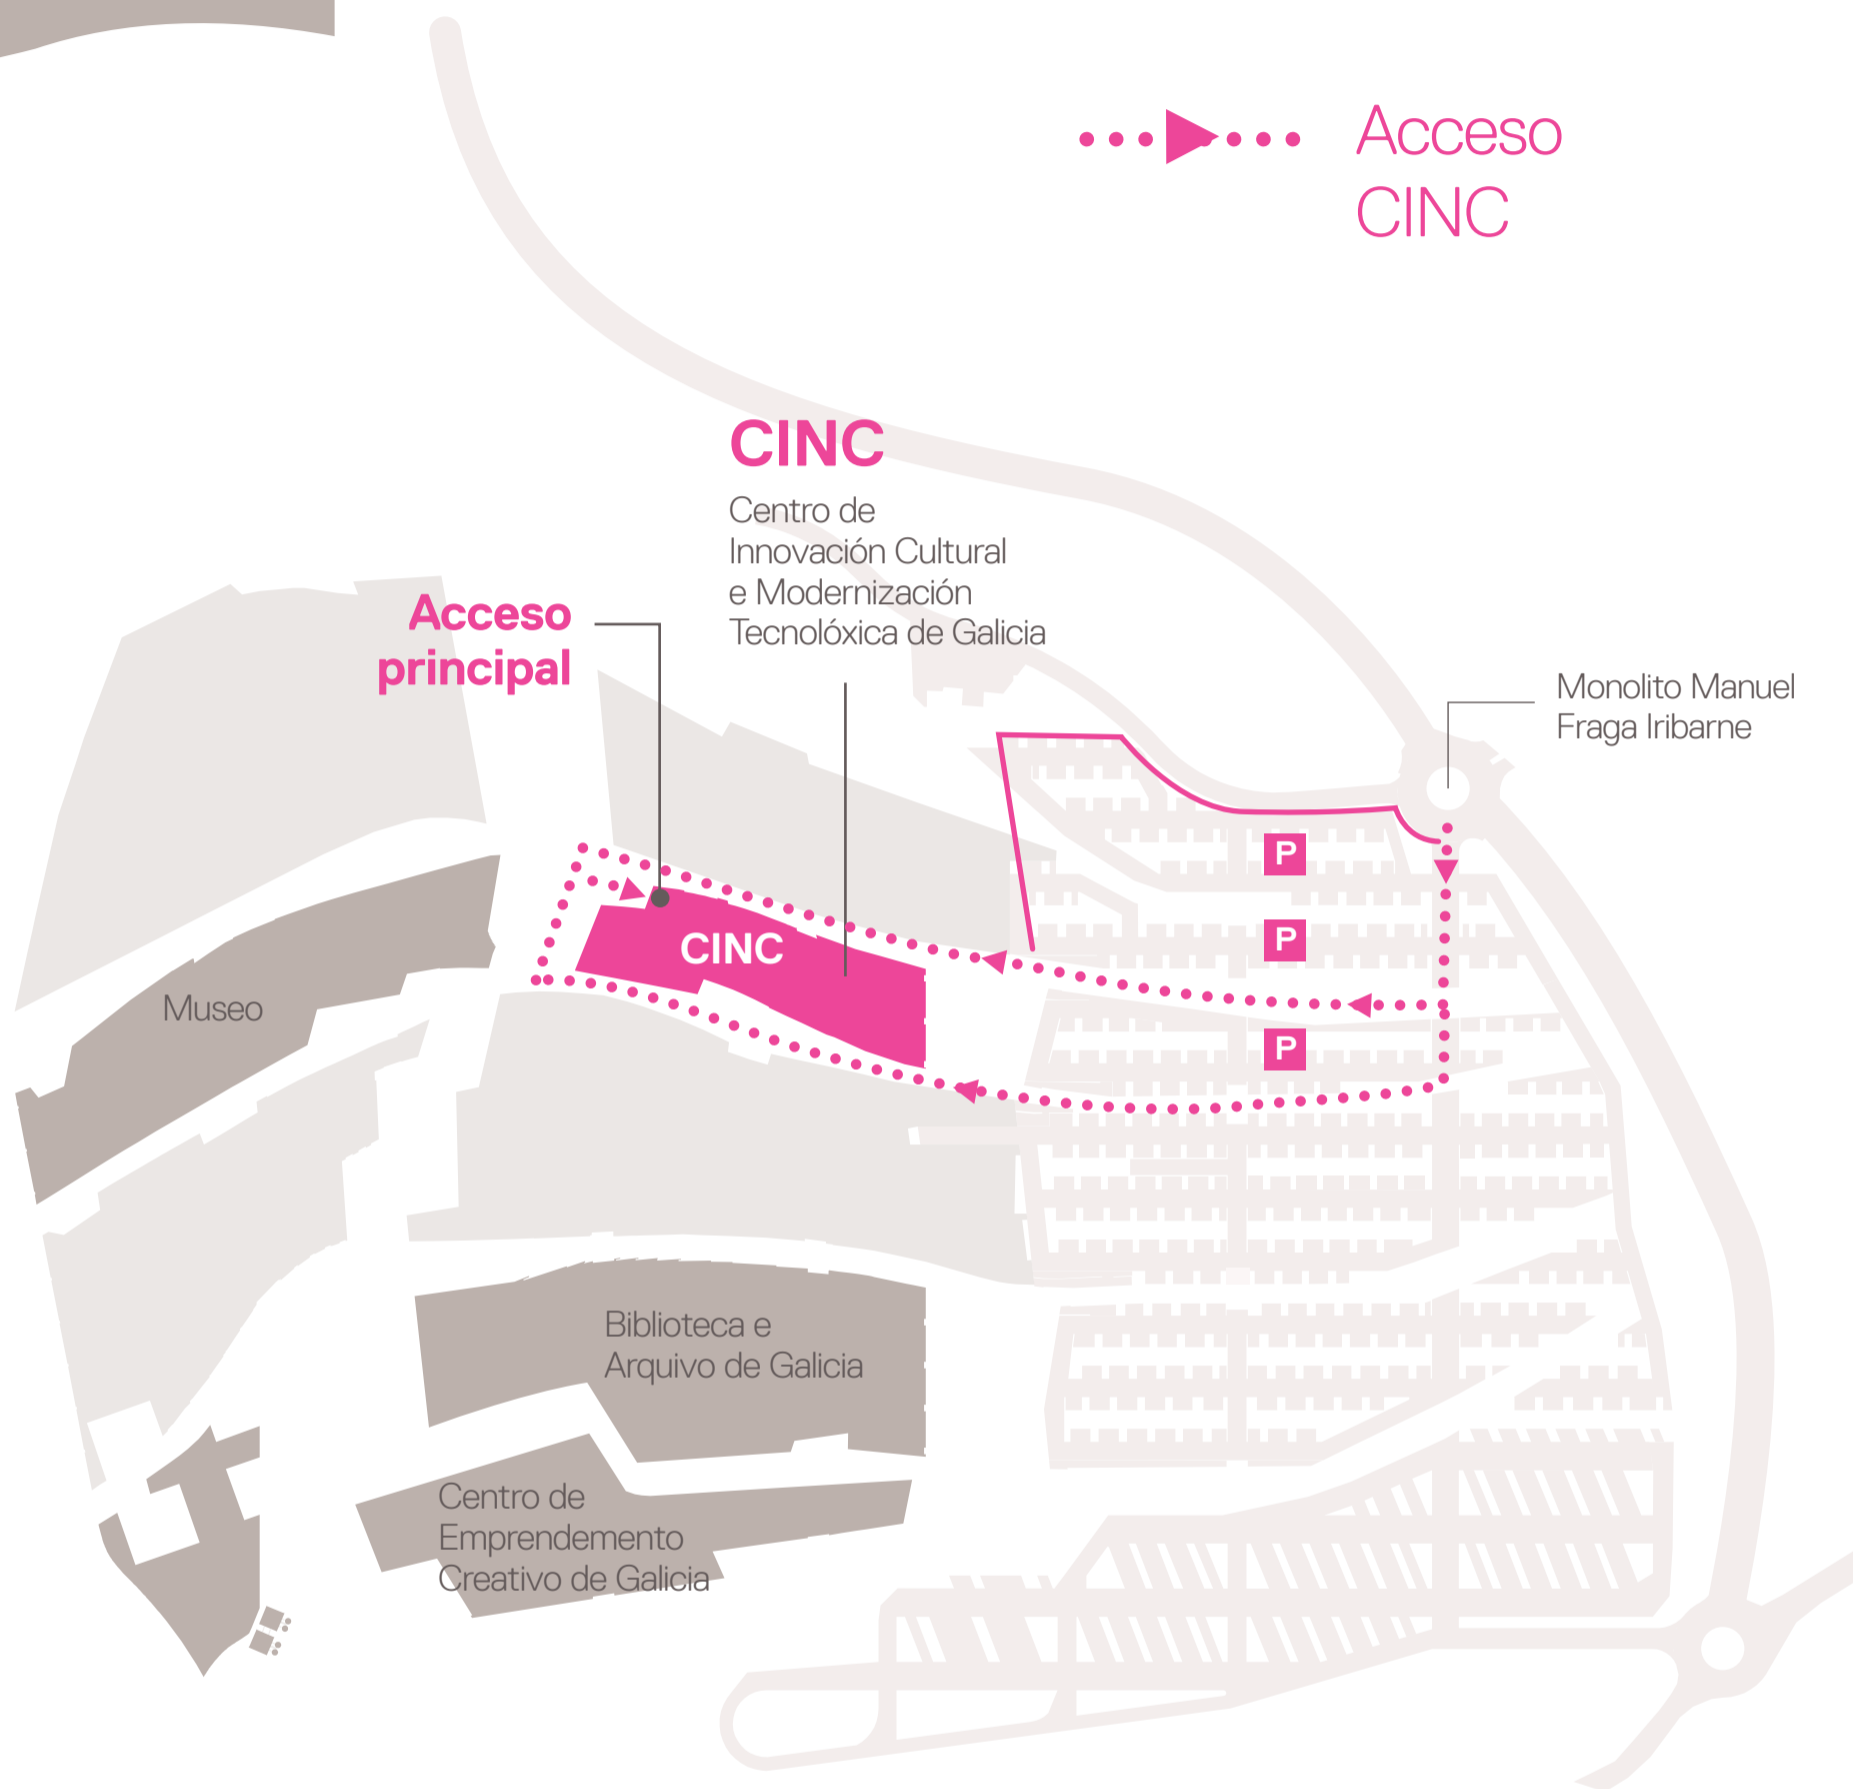 Acceso
CINC
CINC
Centro de
Innovación Cultural
e Modernización
Tecnolóxica de Galicia
Acceso
principal
Monolito Manuel
Fraga Iribarne
P
P
CINC
Museo
P
Biblioteca e
Arquivo de Galicia
Centro de
Emprendemento
Creativo de Galicia